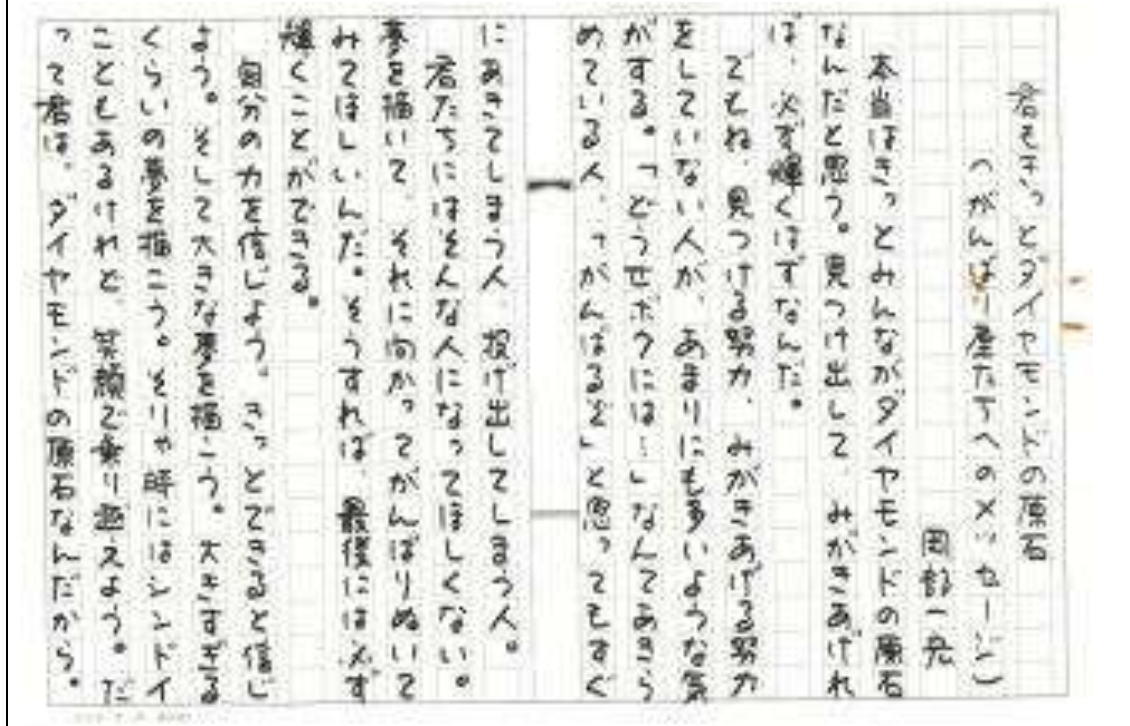 君もきっとダイヤモンドの原石
(がんばり屋たちへのメッセージ)
岡部一亮
本当はきっとみんながダイヤモンドの原石
なんだと思う。見つけ出して、みがきあげれ
ば、必ず輝くはずなんだ。
でもね、見つける努力、みがきあげる努力
をしていない人が、あまりにも多いような気
がする。「どうせボクには…」なんてあきら
めている人、「がんばるぞ」と思ってもすぐ
にあきてしまう人、投げ出してしまう人。
君たちにはそんな人になってほしくない。
夢を描いて、それに向かってがんばりぬいて
みてほしいんだ。そうすれば、最後には必ず
輝くことができる。
自分の力を信じよう。きっとできると信じ
よう。そして大きな夢を描こう。大きすぎる
くらいの夢を描こう。そりゃ時にはシンドイ
こともあるけれど、笑顔で乗り越えよう。だ
って君は、ダイヤモンドの原石なんだから。